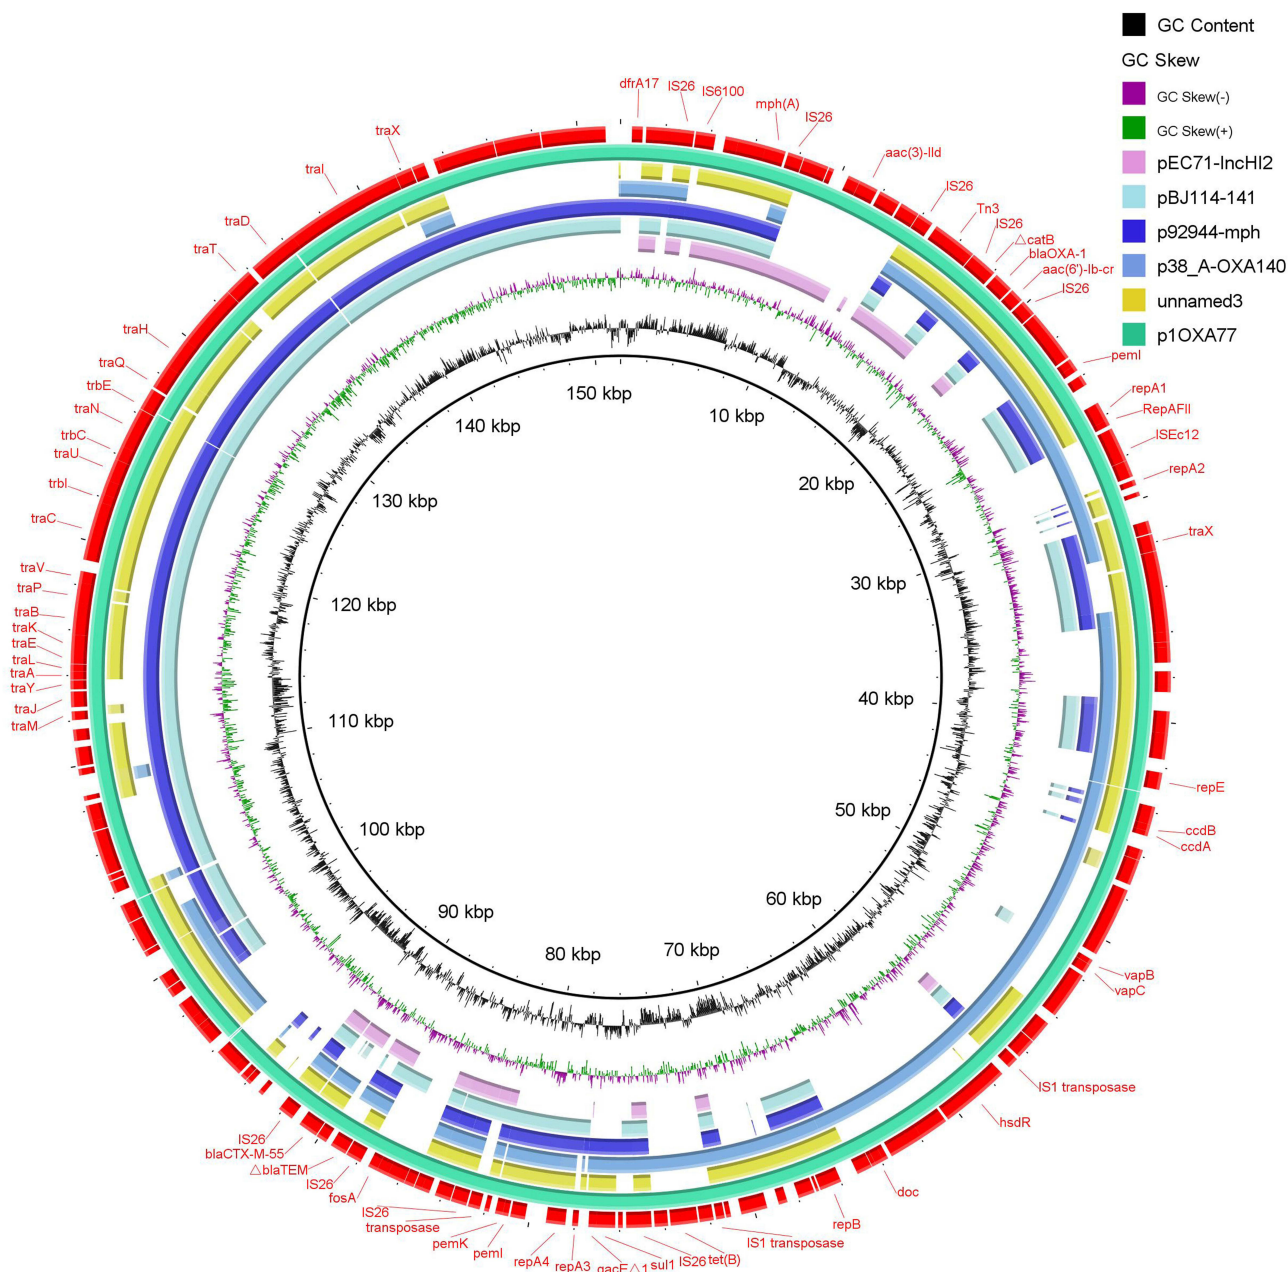 GC Content
GC Skew
GC Skew(-)
GC Skew(+)
pEC71-IncHI2
pBJ114-141
p92944-mph
p38_A-OXA140
unnamed3
p1OXA77
dfrA17
IS26
IS6100
mph(A)
IS26
aac(3)-IId
IS26
Tn3
IS26
△catB
blaOXA-1
aac(6')-Ib-cr
IS26
pemI
repA1
RepAFII
ISEc12
repA2
traX
repE
ccdB
ccdA
vapB
vapC
IS1 transposase
hsdR
doc
repB
IS1 transposase
tet(B)
IS26
sul1
qacE△1
repA3
repA4
pemI
pemK
transposase
IS26
fosA
IS26
△blaTEM
blaCTX-M-55
IS26
traM
traJ
traY
traA
traL
traE
traK
traB
traP
traV
traC
trbI
traU
trbC
traN
trbE
traQ
traH
traT
traD
traI
traX
150 kbp
10 kbp
20 kbp
30 kbp
40 kbp
50 kbp
60 kbp
70 kbp
80 kbp
90 kbp
100 kbp
110 kbp
120 kbp
130 kbp
140 kbp